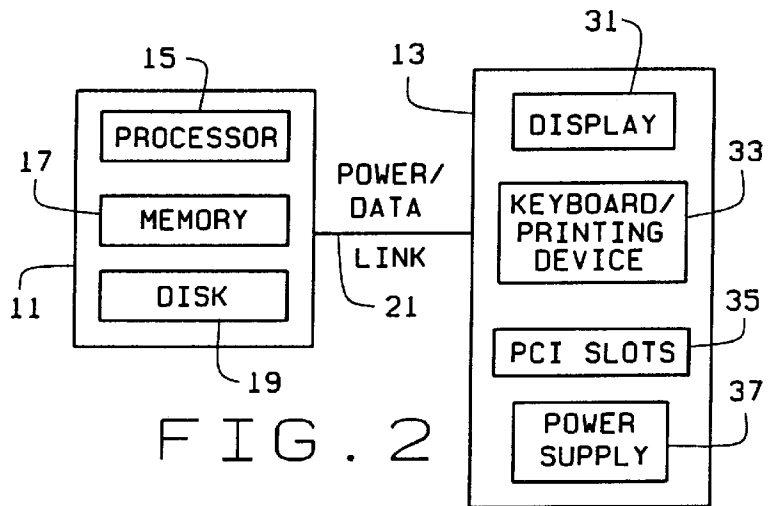 31
15
13
PROCESSOR
DISPLAY
17
33
POWER/
DATA
LINK
KEYBOARD/
PRINTING
DEVICE
MEMORY
DISK
11
21
35
19
PCI SLOTS
37
POWER
SUPPLY
FIG.2